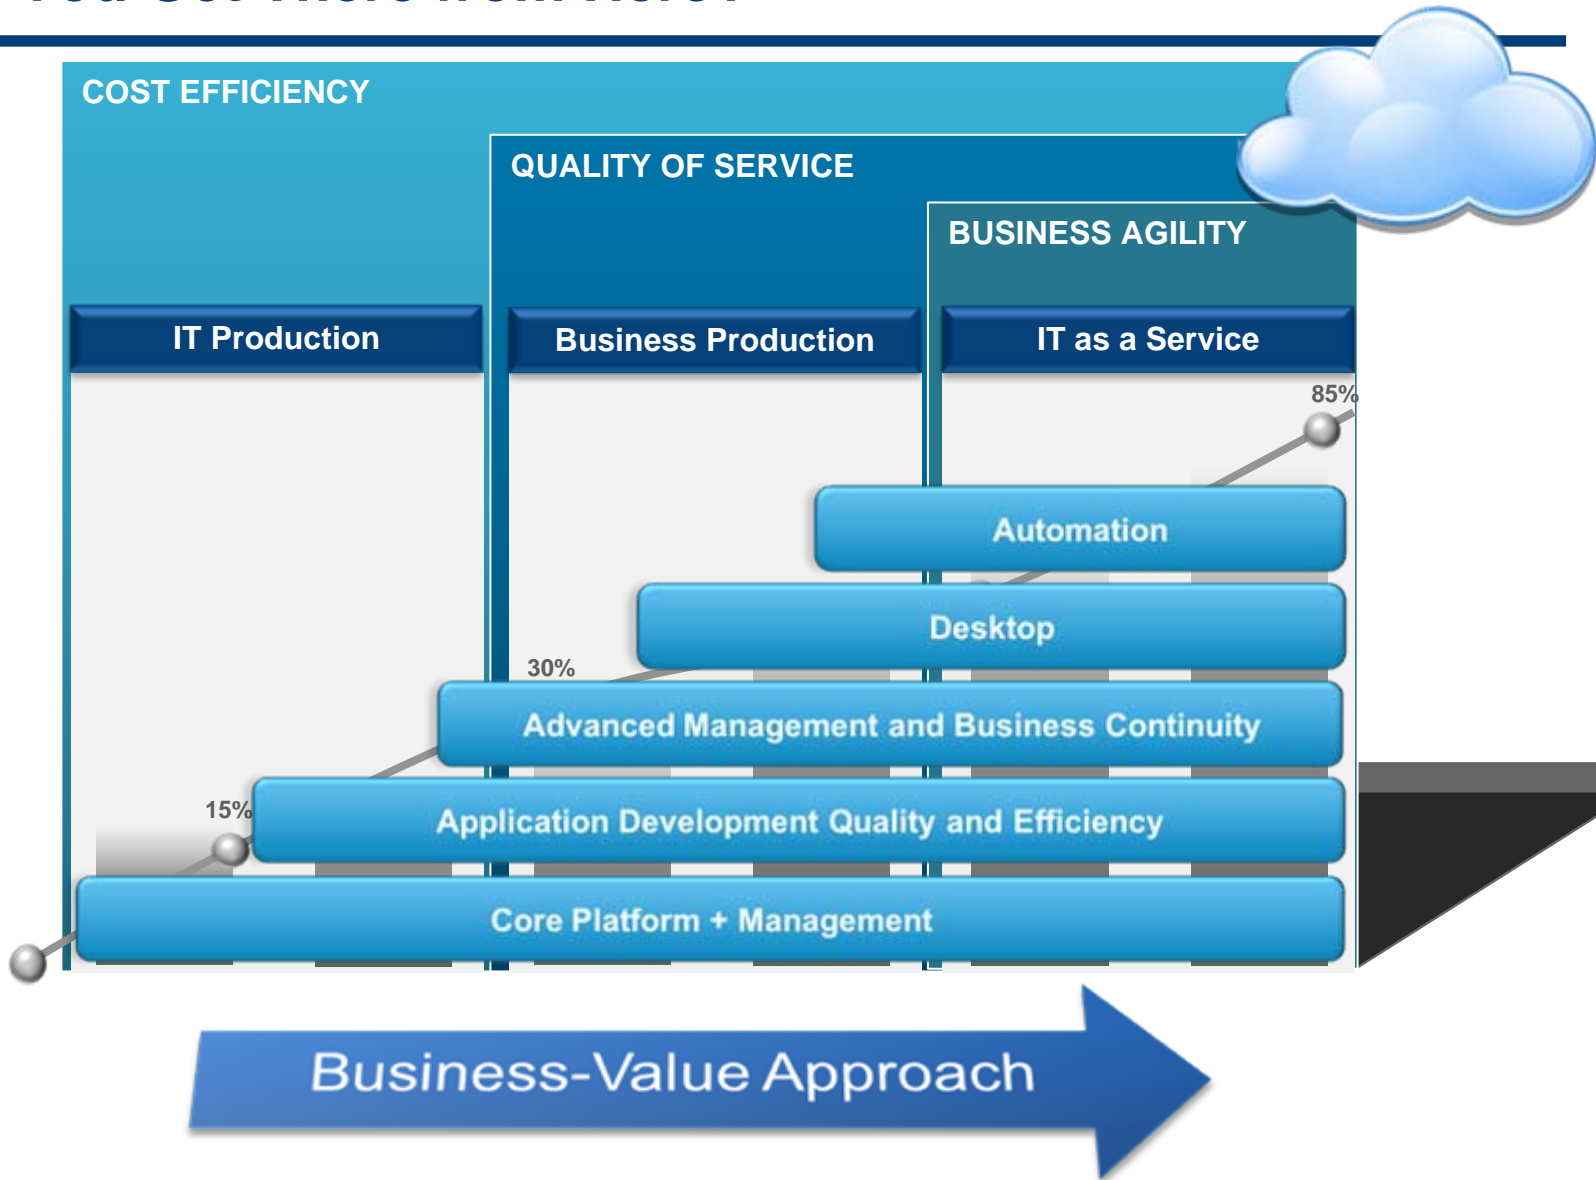 COST EFFICIENCY
QUALITY OF SERVICE
BUSINESS AGILITY
IT Production
Business Production
IT as a Service
85%
Automation
Desktop
30%
Advanced Management and Business Continuity
15%
Application Development Quality and Efficiency
Core Platform + Management
Business-Value Approach